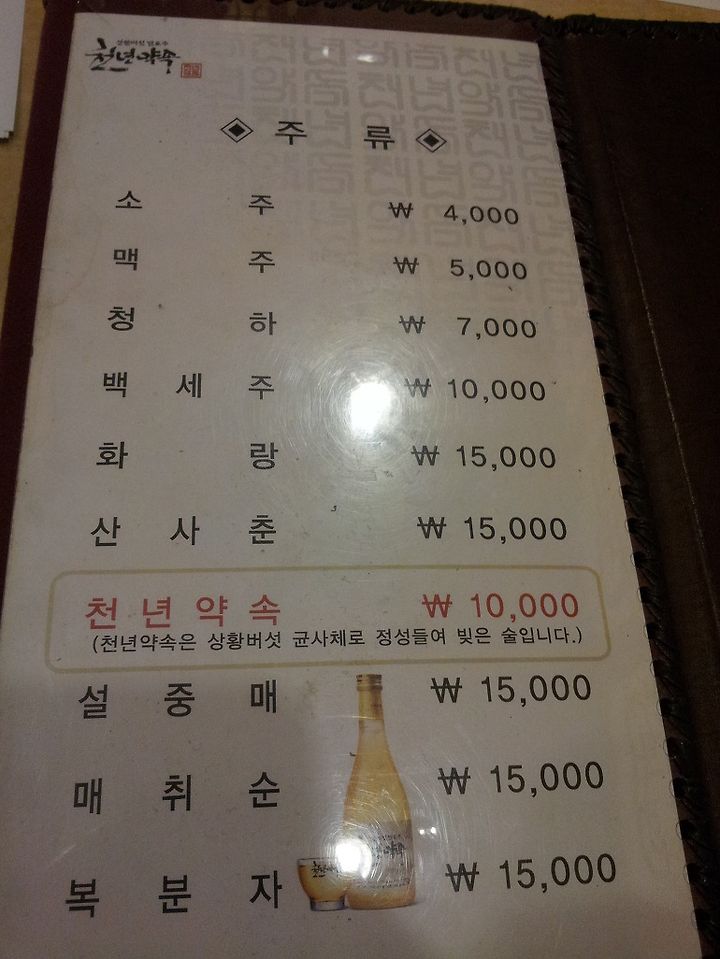 천년약속
주류
소주 ₩ 4,000
맥주 ₩ 5,000
청하 ₩ 7,000
백세주 ₩ 10,000
화랑 ₩ 15,000
산사춘 ₩ 15,000
천년약속 ₩ 10,000
(천년약속은 상황버섯 균사체로 정성들여 빚은 술입니다.)
설중매 ₩ 15,000
매취순 ₩ 15,000
복분자 ₩ 15,000
천년약속